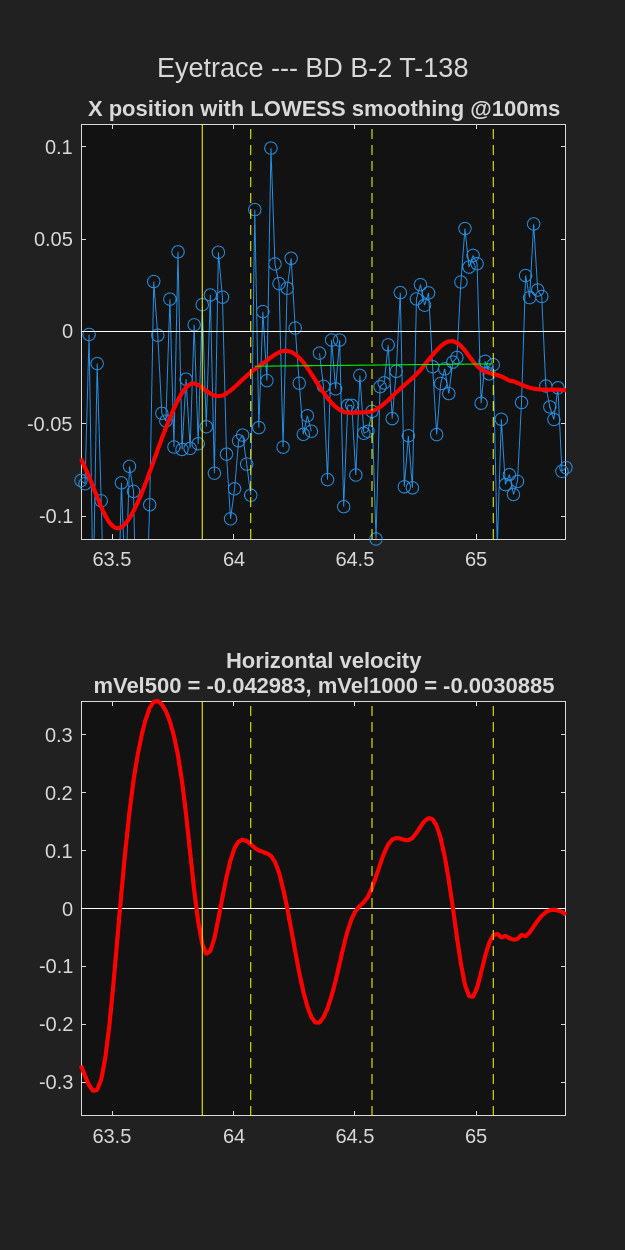 Eyetrace --- BD B-2 T-138
X position with LOWESS smoothing @100ms
0.1
0.05
0
-0.05
-0.1
63.5 64 64.5 65
Horizontal velocity
mVel500 = -0.042983, mVel1000 = -0.0030885
0.3
0.2
0.1
0
-0.1
-0.2
-0.3
63.5 64 64.5 65